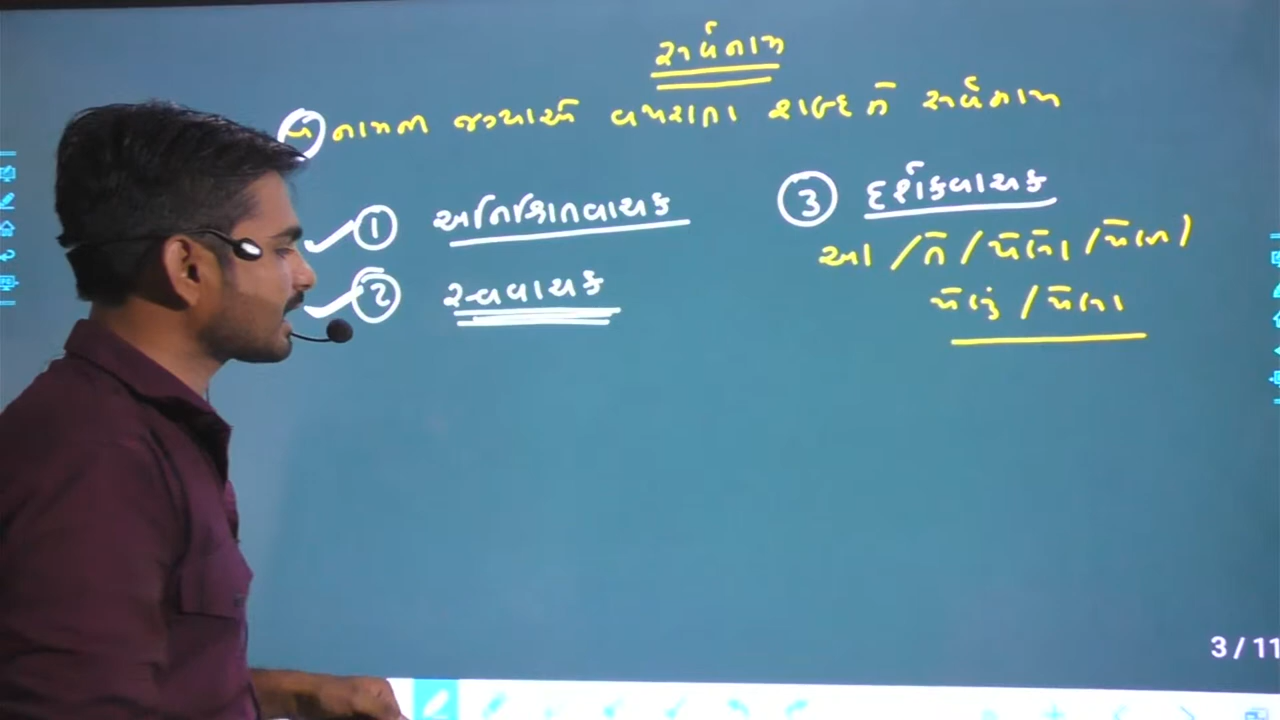 સર્વનામ
નામની જગ્યાએ વપરાતા શબ્દ તે સર્વનામ
1 અનિશ્ચિતવાચક
2 સ્વવાચક
3 દર્શકવાચક
આ / તે / પેલો / પેલી /
પેલું / પેલા
3 / 11